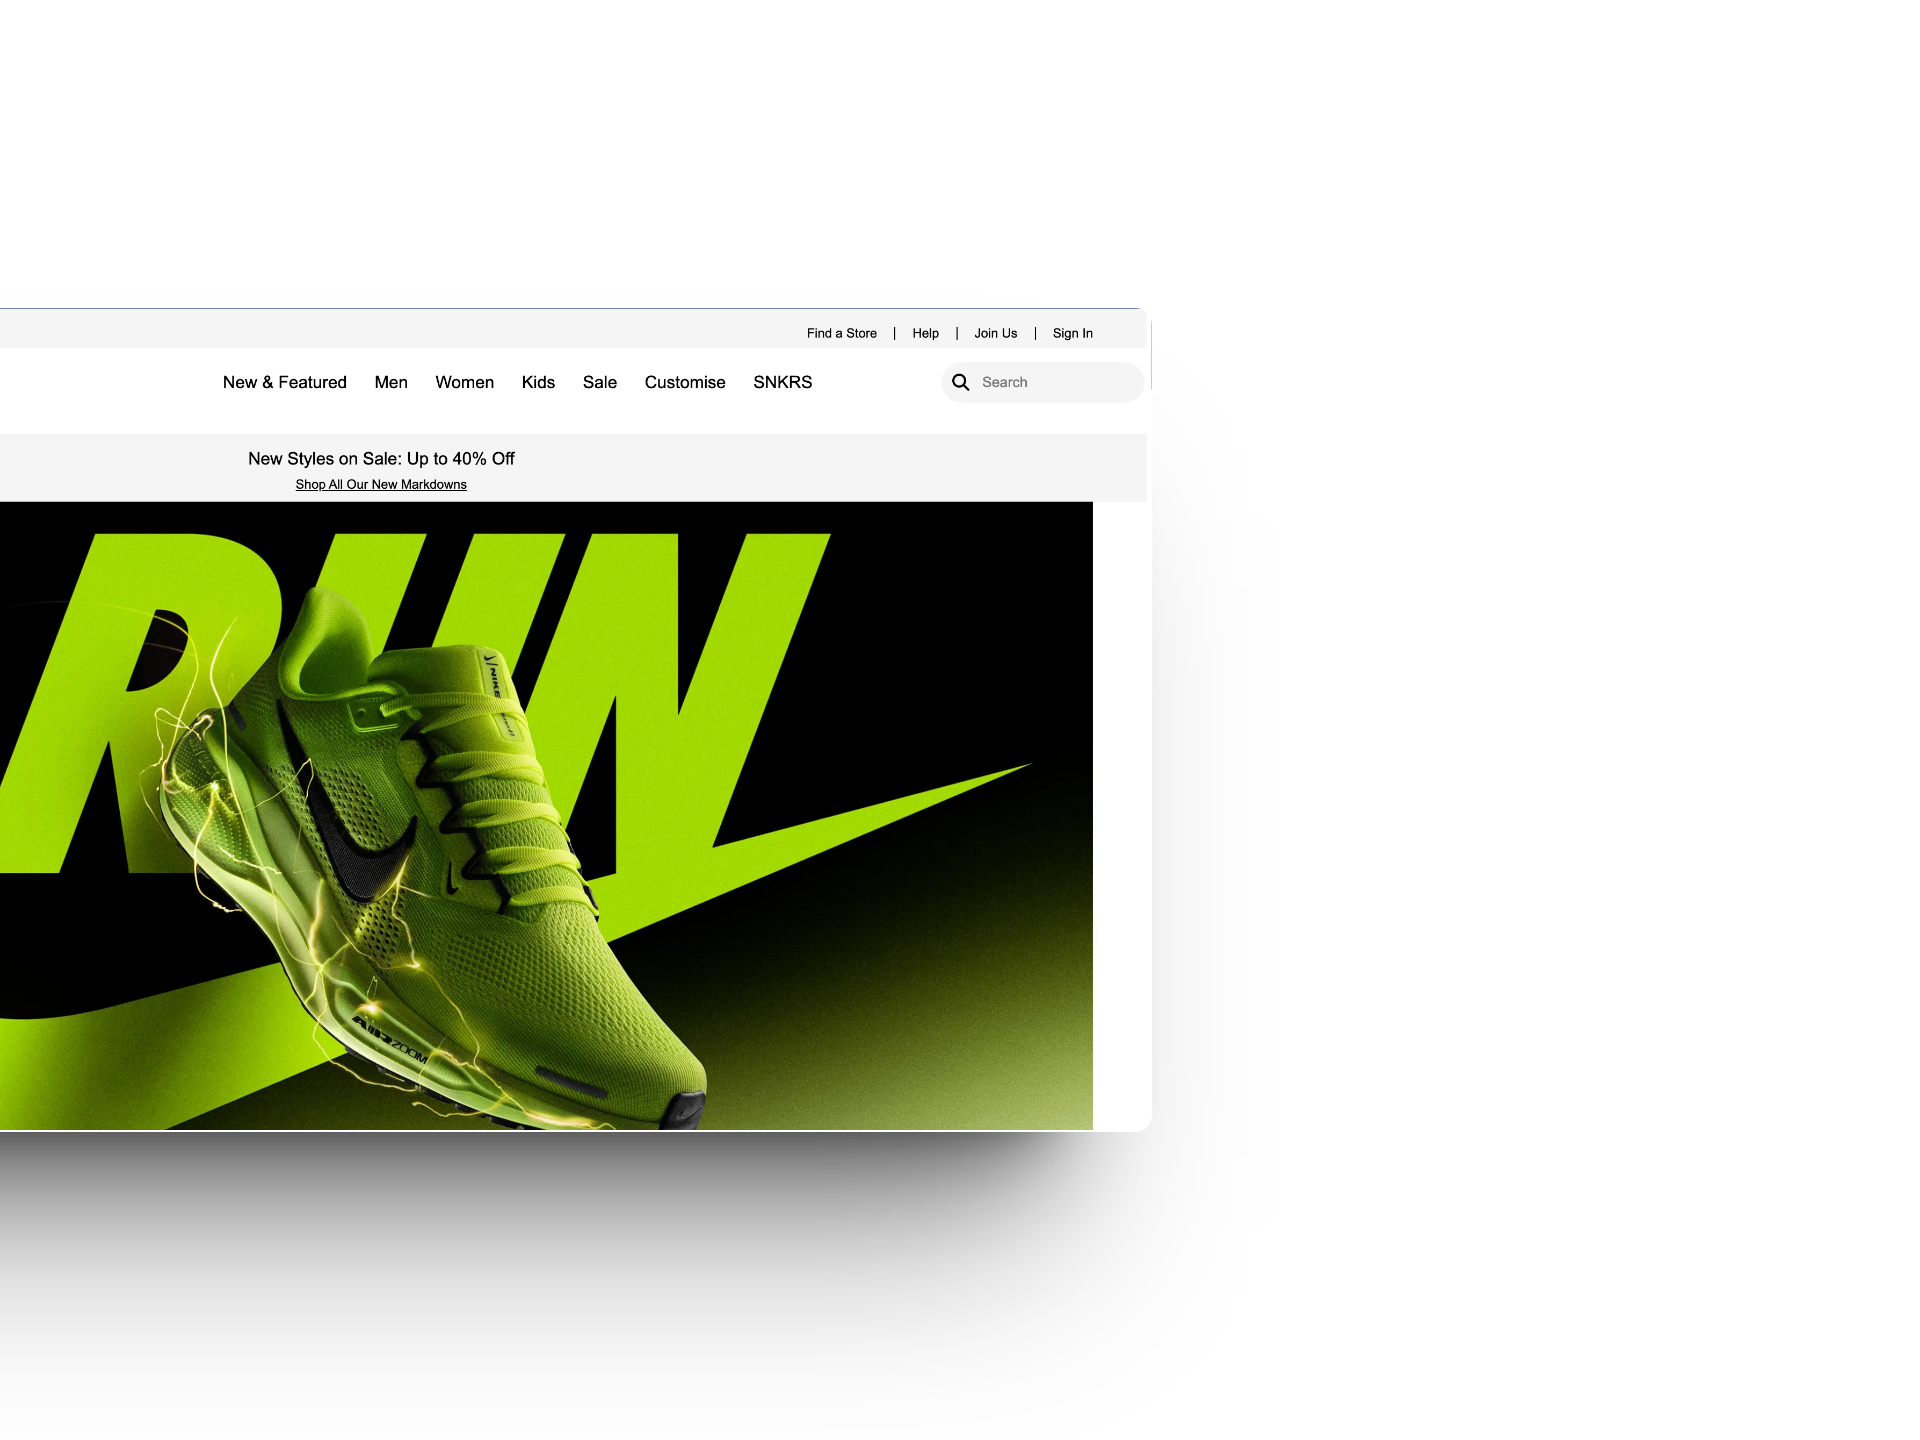 Find a Store | Help | Join Us | Sign In
New & Featured Men Women Kids Sale Customise SNKRS
Search
New Styles on Sale: Up to 40% Off
Shop All Our New Markdowns
RUN
NIKE
AIR ZOOM